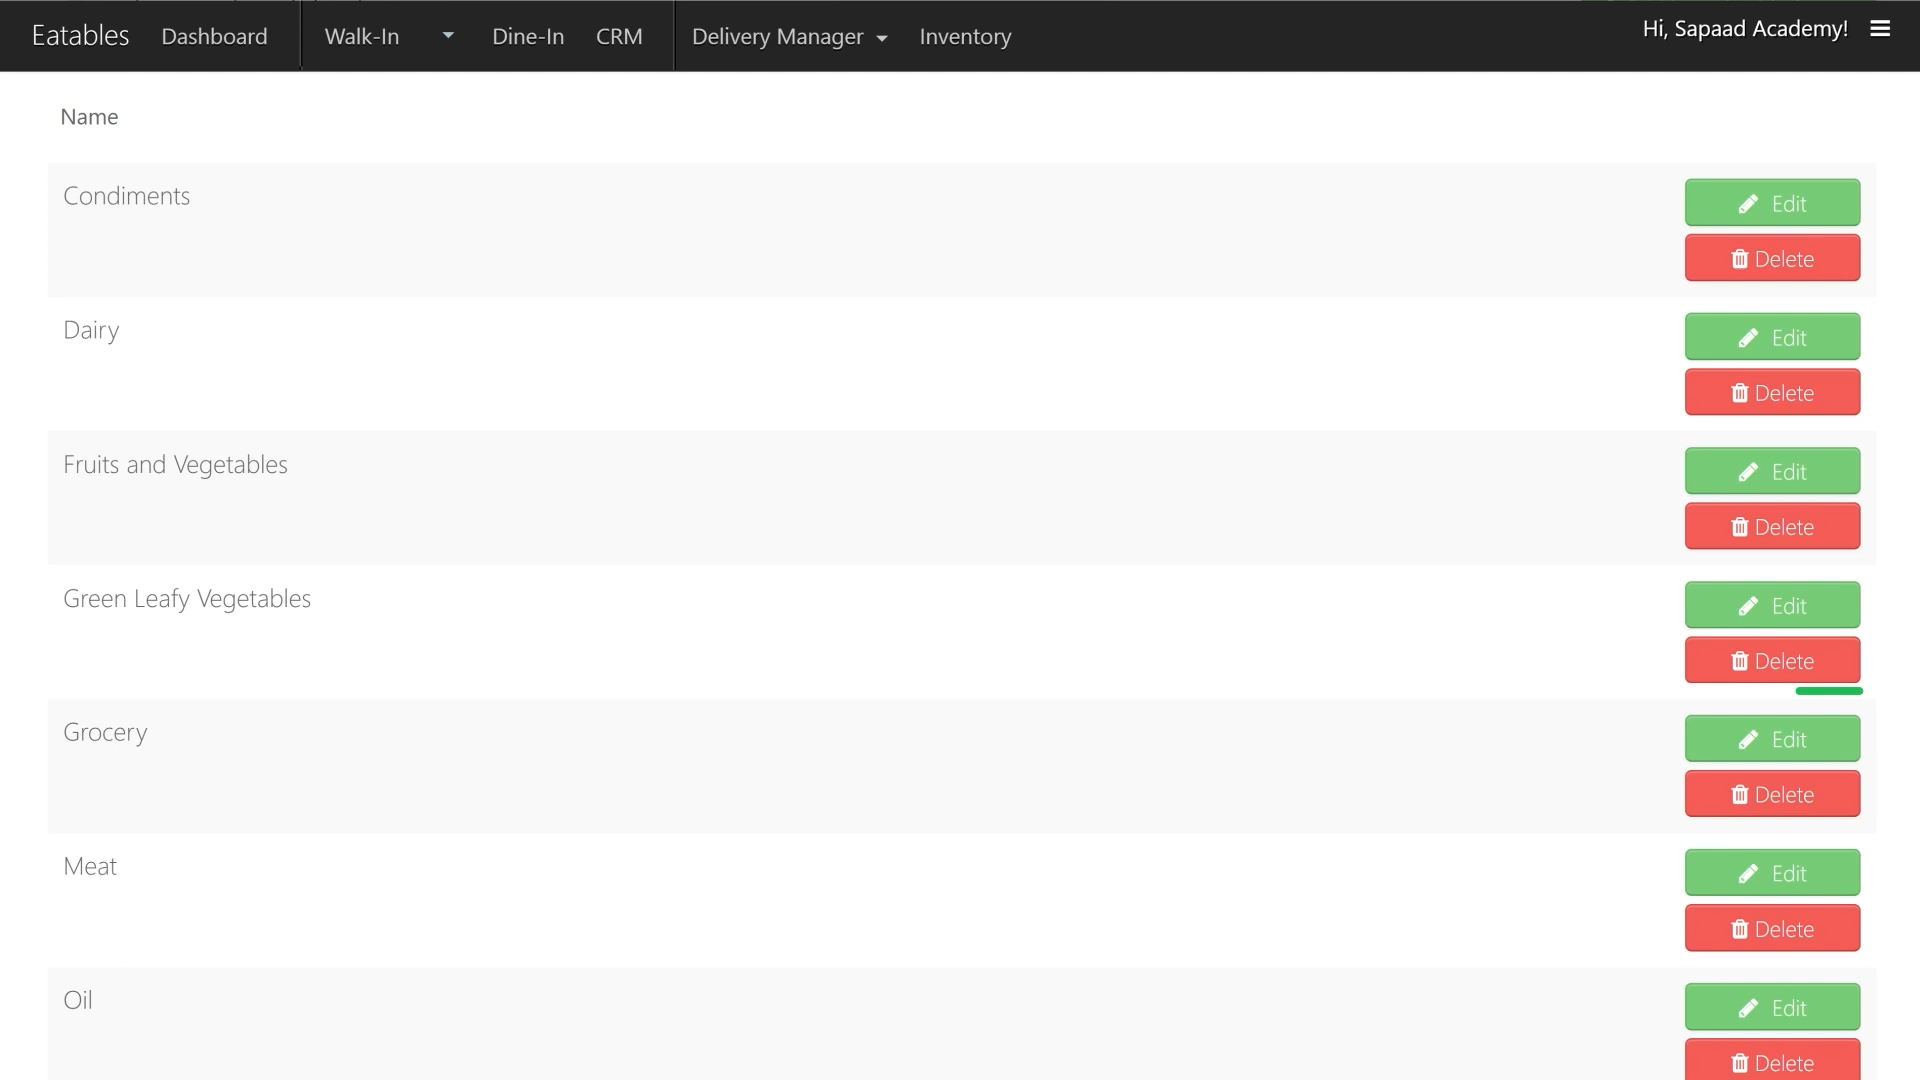 Eatables Dashboard Walk-In Dine-In CRM Delivery Manager Inventory Hi, Sapaad Academy!
Name
Condiments
Edit
Delete
Dairy
Edit
Delete
Fruits and Vegetables
Edit
Delete
Green Leafy Vegetables
Edit
Delete
Grocery
Edit
Delete
Meat
Edit
Delete
Oil
Edit
Delete